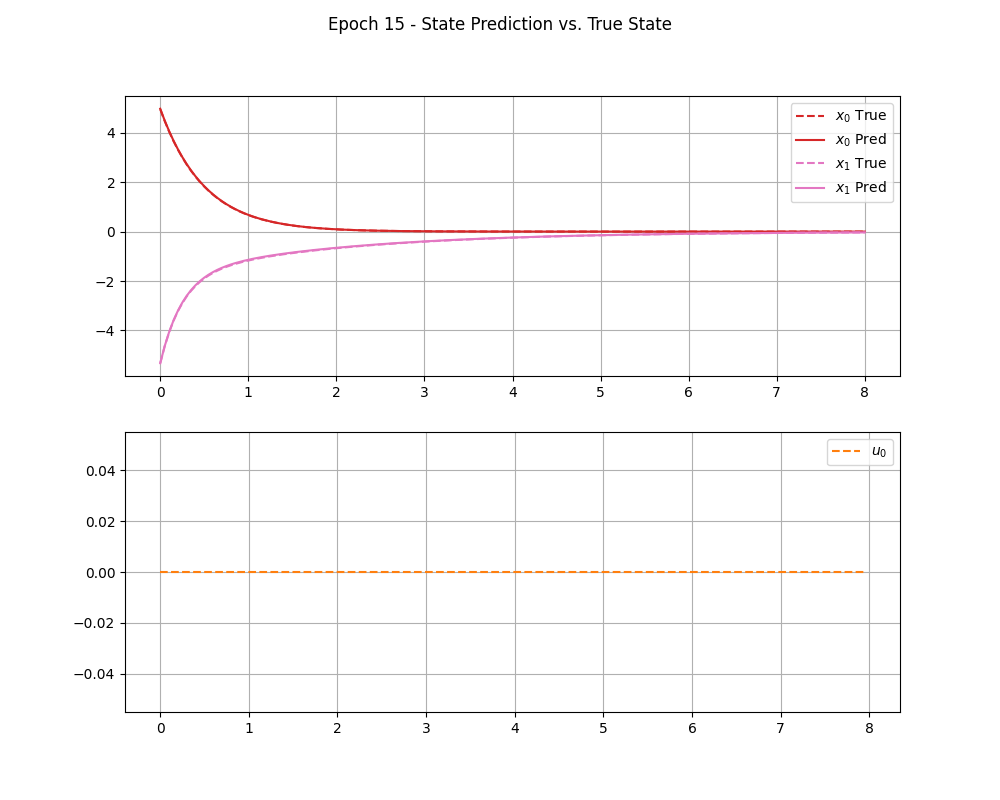 Epoch 15 - State Prediction vs. True State
4
2
0
−2
−4
x_0 True
x_0 Pred
x_1 True
x_1 Pred
0 1 2 3 4 5 6 7 8
0.04
0.02
0.00
−0.02
−0.04
u_0
0 1 2 3 4 5 6 7 8